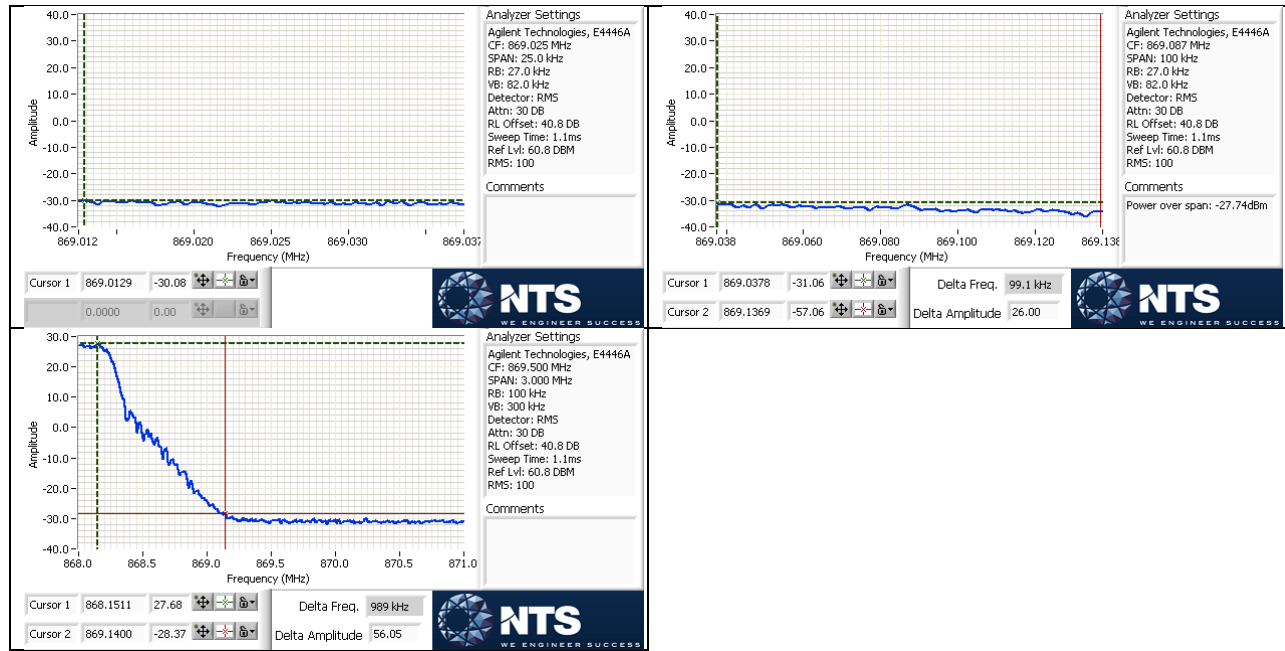 40.0
30.0
20.0
10.0
0.0
-10.0
-20.0
-30.0
-40.0
Amplitude
869.012 869.020 869.025 869.030 869.037
Frequency (MHz)
Analyzer Settings
Agilent Technologies, E4446A
CF: 869.025 MHz
SPAN: 25.0 kHz
RB: 27.0 kHz
VB: 82.0 kHz
Detector: RMS
Attn: 30 DB
RL Offset: 40.8 DB
Sweep Time: 1.1ms
Ref Lvl: 60.8 DBM
RMS: 100
Comments
Cursor 1 869.0129 -30.08
0.0000 0.00
NTS
WE ENGINEER SUCCESS
40.0
30.0
20.0
10.0
0.0
-10.0
-20.0
-30.0
-40.0
Amplitude
869.038 869.060 869.080 869.100 869.120 869.138
Frequency (MHz)
Analyzer Settings
Agilent Technologies, E4446A
CF: 869.087 MHz
SPAN: 100 kHz
RB: 27.0 kHz
VB: 82.0 kHz
Detector: RMS
Attn: 30 DB
RL Offset: 40.8 DB
Sweep Time: 1.1ms
Ref Lvl: 60.8 DBM
RMS: 100
Comments
Power over span: -27.74dBm
Cursor 1 869.0378 -31.06
Cursor 2 869.1369 -57.06
Delta Freq. 99.1 kHz
Delta Amplitude 26.00
NTS
WE ENGINEER SUCCESS
30.0
20.0
10.0
0.0
-10.0
-20.0
-30.0
-40.0
Amplitude
868.0 868.5 869.0 869.5 870.0 870.5 871.0
Frequency (MHz)
Analyzer Settings
Agilent Technologies, E4446A
CF: 869.500 MHz
SPAN: 3.000 MHz
RB: 100 kHz
VB: 300 kHz
Detector: RMS
Attn: 30 DB
RL Offset: 40.8 DB
Sweep Time: 1.1ms
Ref Lvl: 60.8 DBM
RMS: 100
Comments
Cursor 1 868.1511 27.68
Cursor 2 869.1400 -28.37
Delta Freq. 989 kHz
Delta Amplitude 56.05
NTS
WE ENGINEER SUCCESS